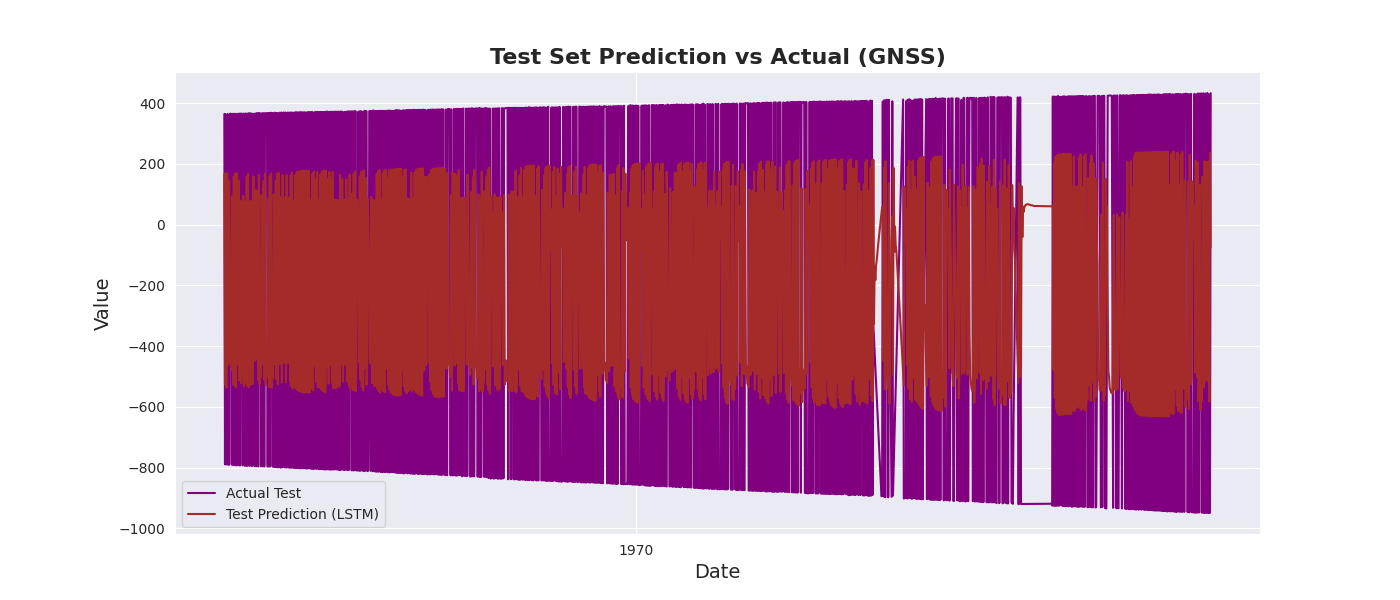 Test Set Prediction vs Actual (GNSS)
Value
400
200
0
−200
−400
−600
−800
−1000
Actual Test
Test Prediction (LSTM)
1970
Date